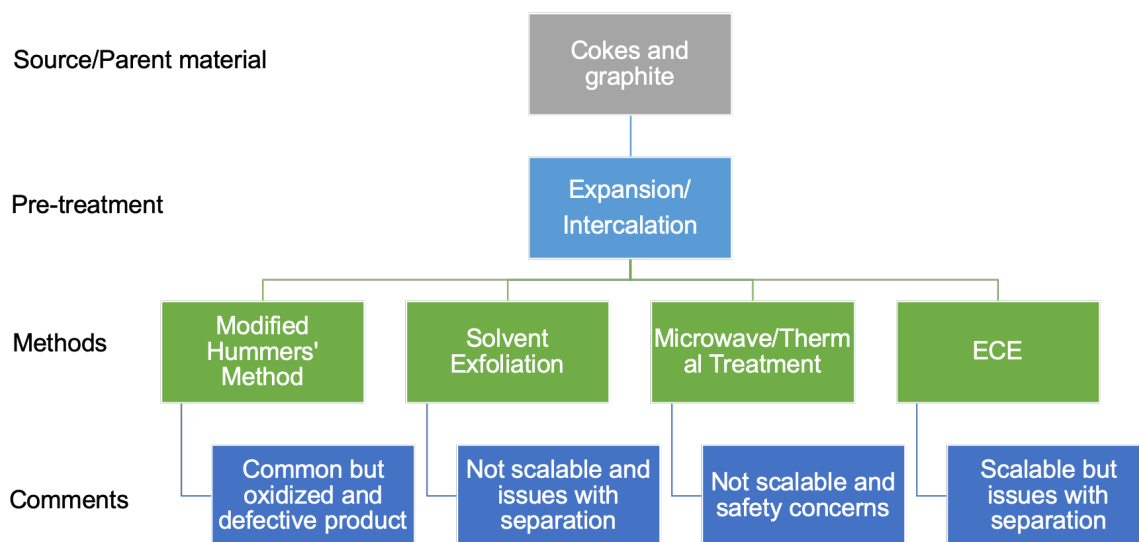 Source/Parent material
Cokes and
graphite
Pre-treatment
Expansion/
Intercalation
Methods
Modified
Hummers'
Method
Solvent
Exfoliation
Microwave/Therm
al Treatment
ECE
Comments
Common but
oxidized and
defective product
Not scalable and
issues with
separation
Not scalable and
safety concerns
Scalable but
issues with
separation